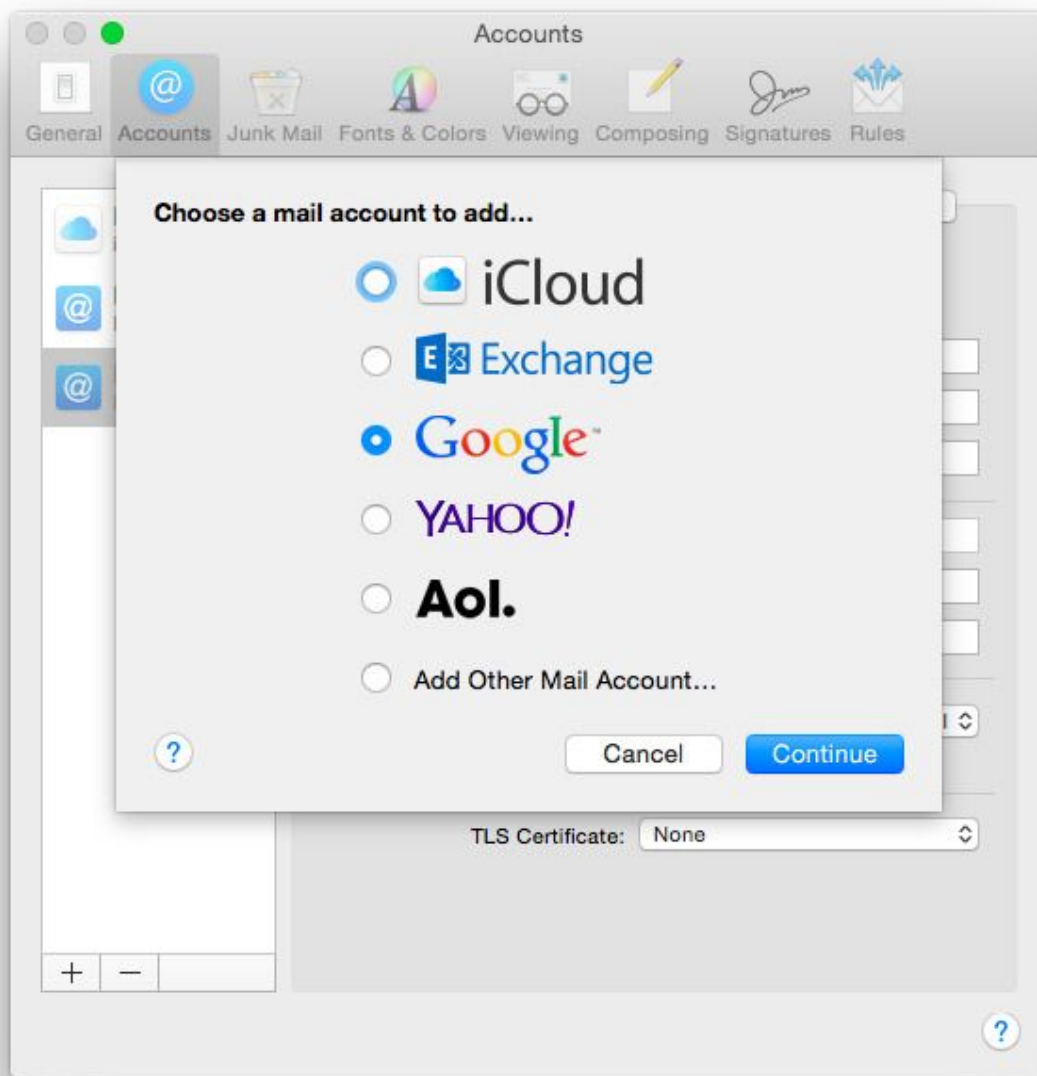 Accounts
General Accounts Junk Mail Fonts & Colors Viewing Composing Signatures Rules
Choose a mail account to add...
iCloud
E Exchange
Google™
YAHOO!
Aol.
Add Other Mail Account...
? Cancel Continue
TLS Certificate: None
+ −
?